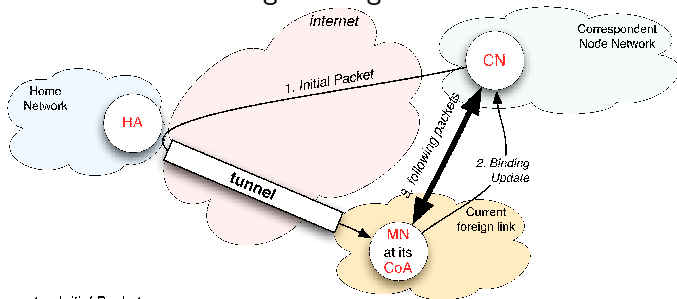 internet
Correspondent
Node Network
Home
Network
CN
1. Initial Packet
HA
3. following packets
2. Binding
Update
tunnel
Current
foreign link
MN
at its
CoA